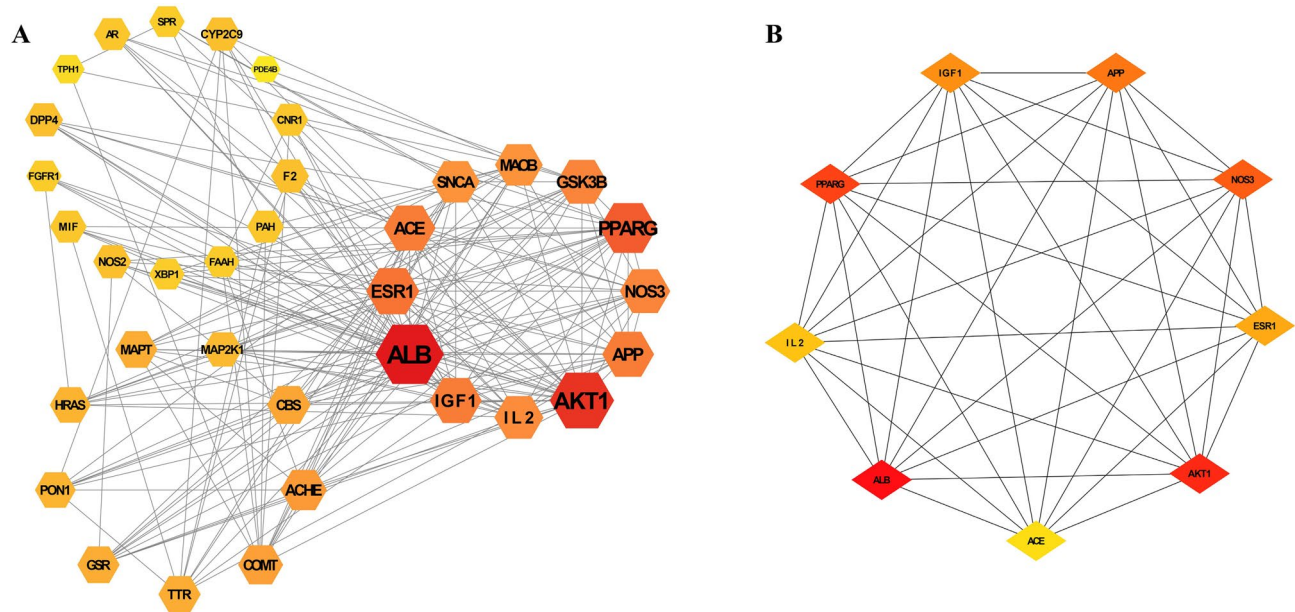 A
SPR
AR
CYP2C9
TPH1
PDE4B
DPP4
CNR1
FGFR1
F2
MIF
PAH
NOS2
XBP1
FAAH
MAPT
MAP2K1
HRAS
CBS
PON1
ACHE
GSR
COMT
TTR
SNCA
MAOB
GSK3B
ACE
PPARG
ESR1
NOS3
ALB
APP
IGF1
IL2
AKT1
B
IGF1
APP
PPARG
NOS3
IL2
ESR1
ALB
AKT1
ACE